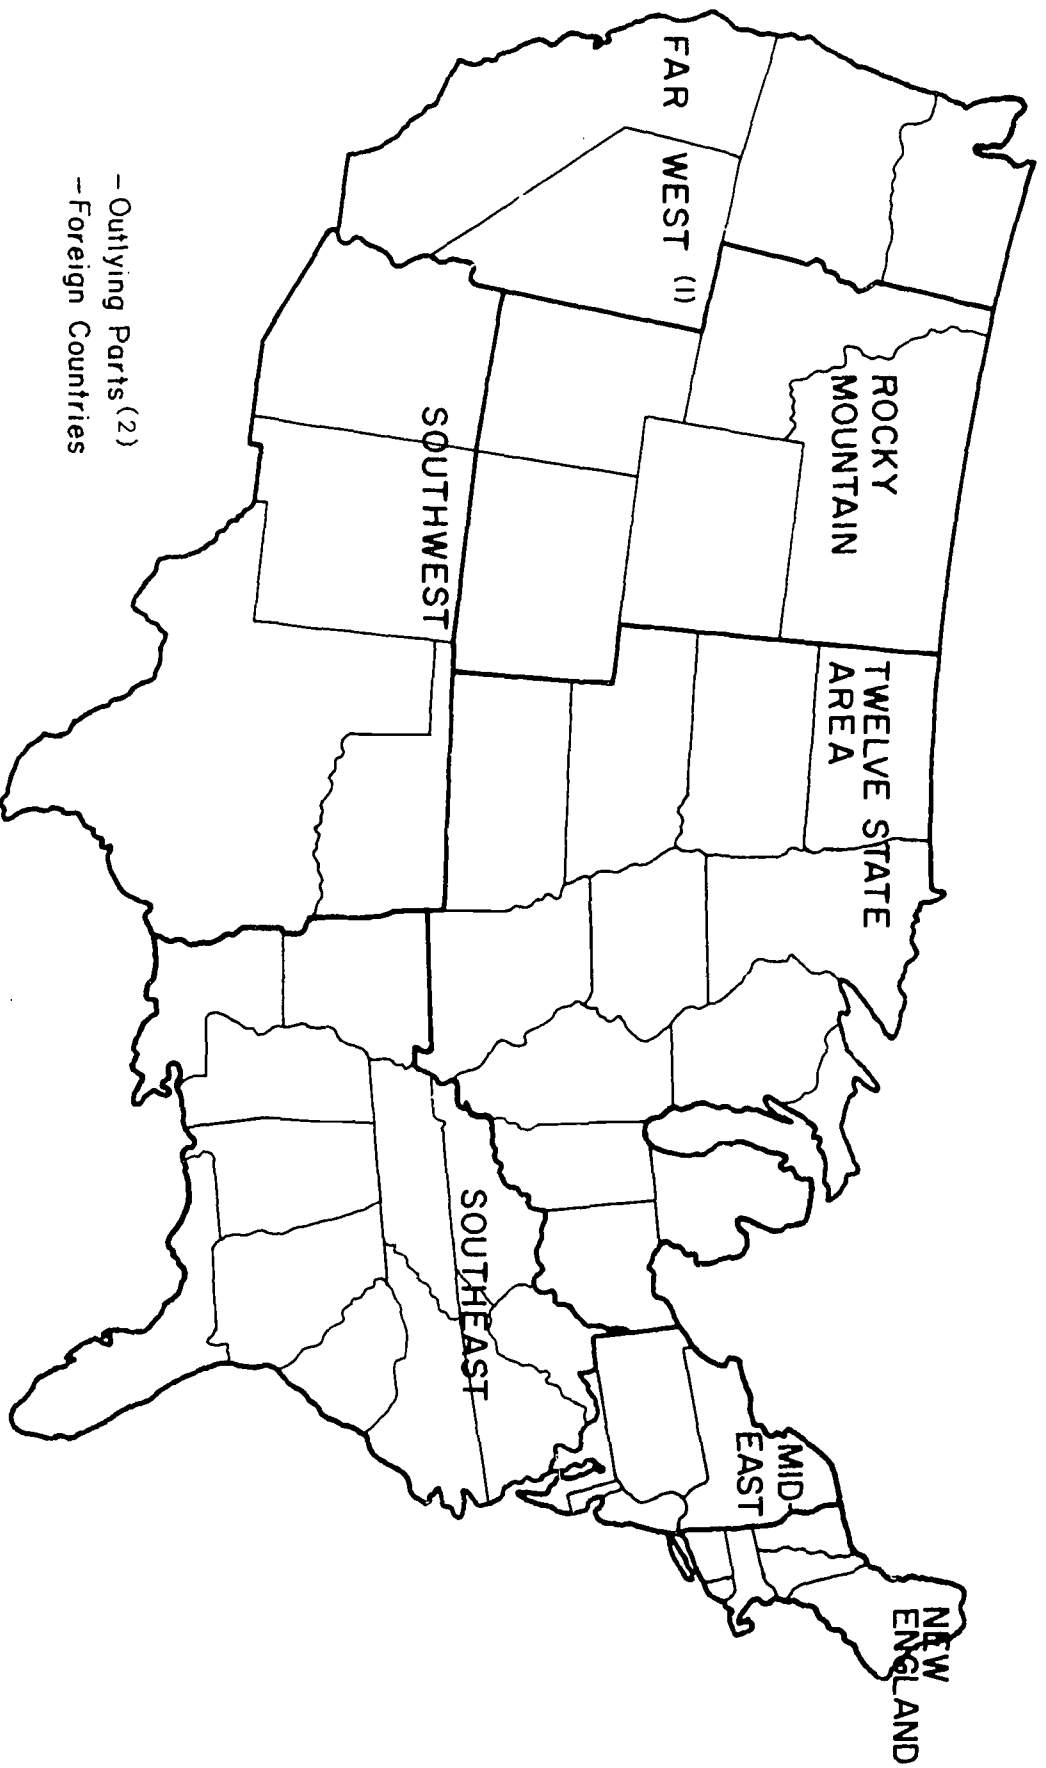 FAR WEST (1)
ROCKY
MOUNTAIN
TWELVE STATE
AREA
SOUTHWEST
SOUTHEAST
MID-
EAST
NEW
ENGLAND
- Outlying Parts (2)
- Foreign Countries